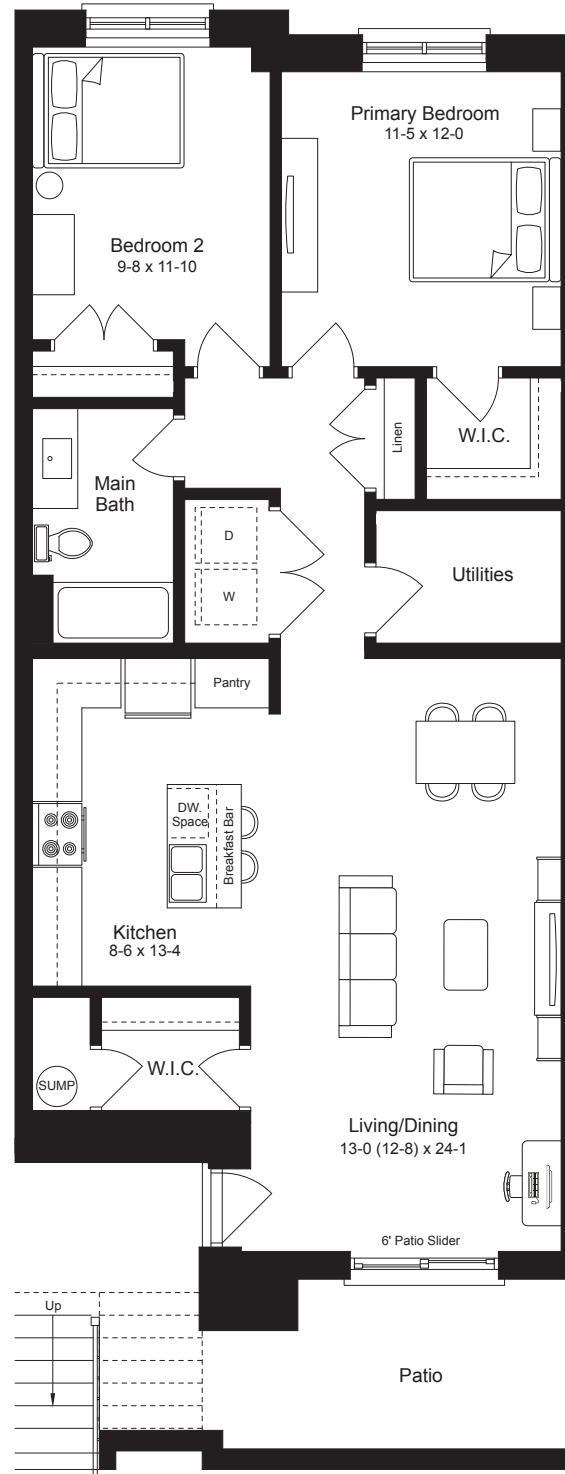 Primary Bedroom
11-5 x 12-0
Bedroom 2
9-8 x 11-10
Linen
W.I.C.
Main
Bath
D
W
Utilities
Pantry
DW.
Space
Breakfast Bar
Kitchen
8-6 x 13-4
W.I.C.
SUMP
Living/Dining
13-0 (12-8) x 24-1
6' Patio Slider
Up
Patio